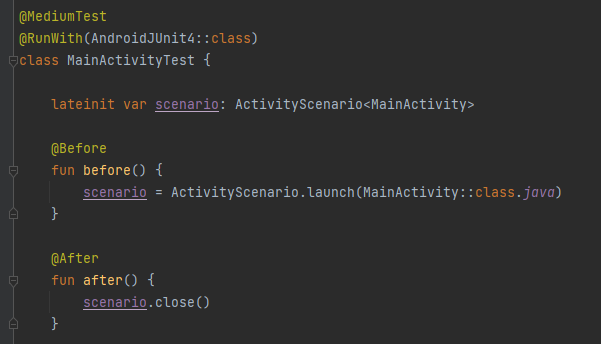 @MediumTest
@RunWith(AndroidJUnit4::class)
class MainActivityTest {
lateinit var scenario: ActivityScenario<MainActivity>
@Before
fun before() {
scenario = ActivityScenario.launch(MainActivity::class.java)
}
@After
fun after() {
scenario.close()
}